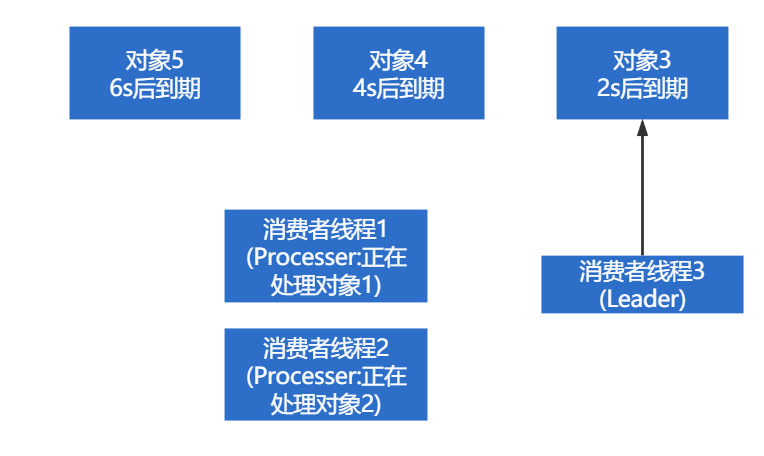 对象5
6s后到期
对象4
4s后到期
对象3
2s后到期
消费者线程1
(Processer:正在
处理对象1)
消费者线程3
(Leader)
消费者线程2
(Processer:正在
处理对象2)